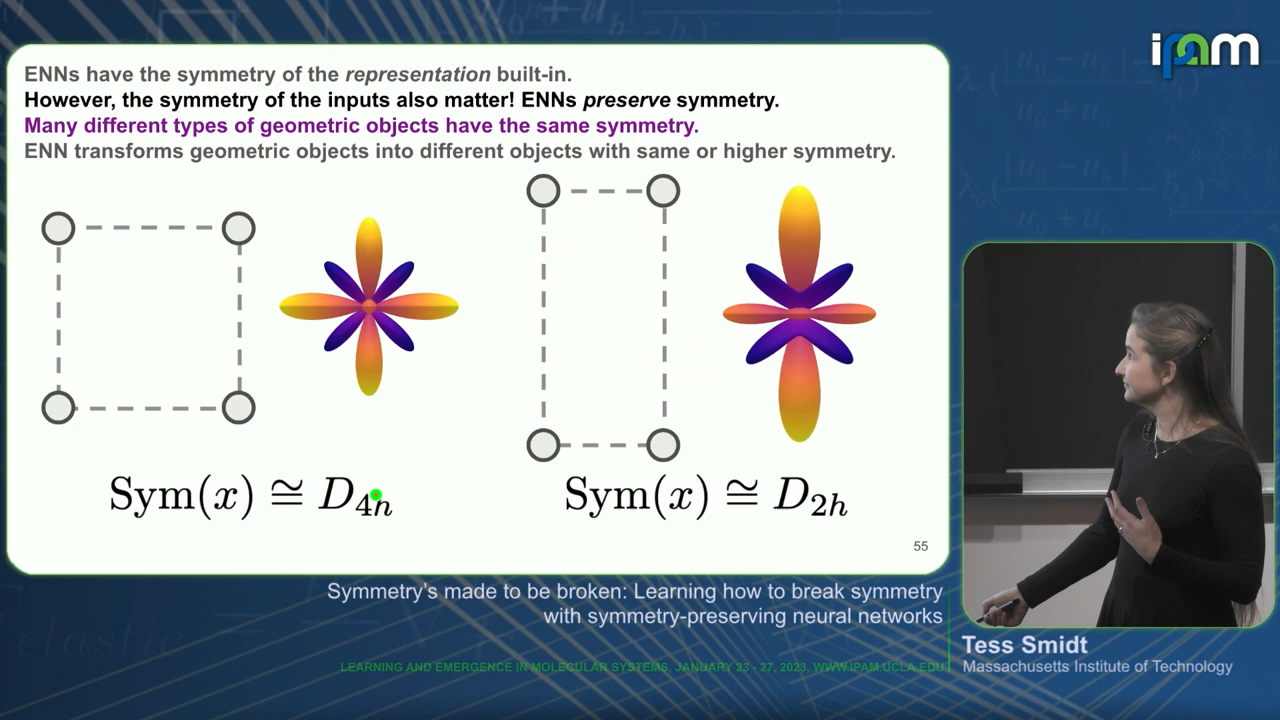 ipam
ENNs have the symmetry of the representation built-in.
However, the symmetry of the inputs also matter! ENNs preserve symmetry.
Many different types of geometric objects have the same symmetry.
ENN transforms geometric objects into different objects with same or higher symmetry.
Sym(x) ≅ D₄ₕ
Sym(x) ≅ D₂ₕ
55
Symmetry's made to be broken: Learning how to break symmetry
with symmetry-preserving neural networks
Tess Smidt
Massachusetts Institute of Technology
LEARNING AND EMERGENCE IN MOLECULAR SYSTEMS, JANUARY 23 - 27, 2023, WWW.IPAM.UCLA.EDU
elastic